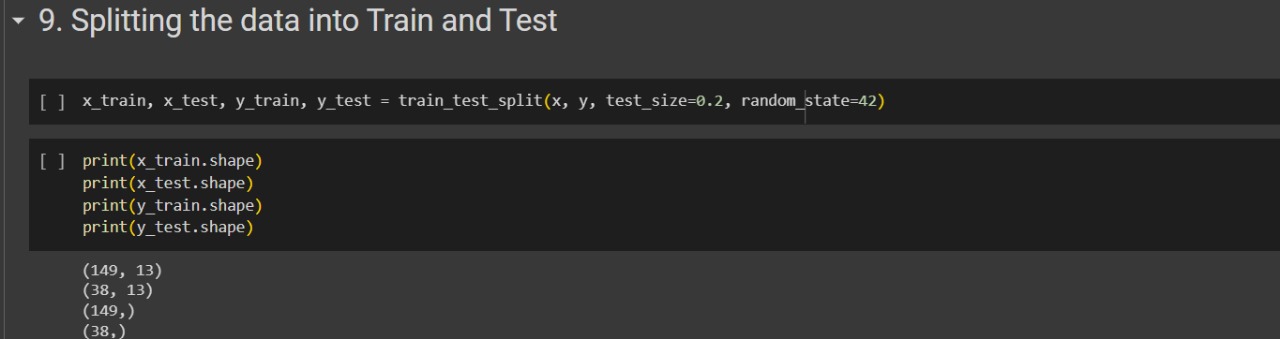 9. Splitting the data into Train and Test
[ ] x_train, x_test, y_train, y_test = train_test_split(x, y, test_size=0.2, random_state=42)
[ ] print(x_train.shape)
print(x_test.shape)
print(y_train.shape)
print(y_test.shape)
(149, 13)
(38, 13)
(149,)
(38,)